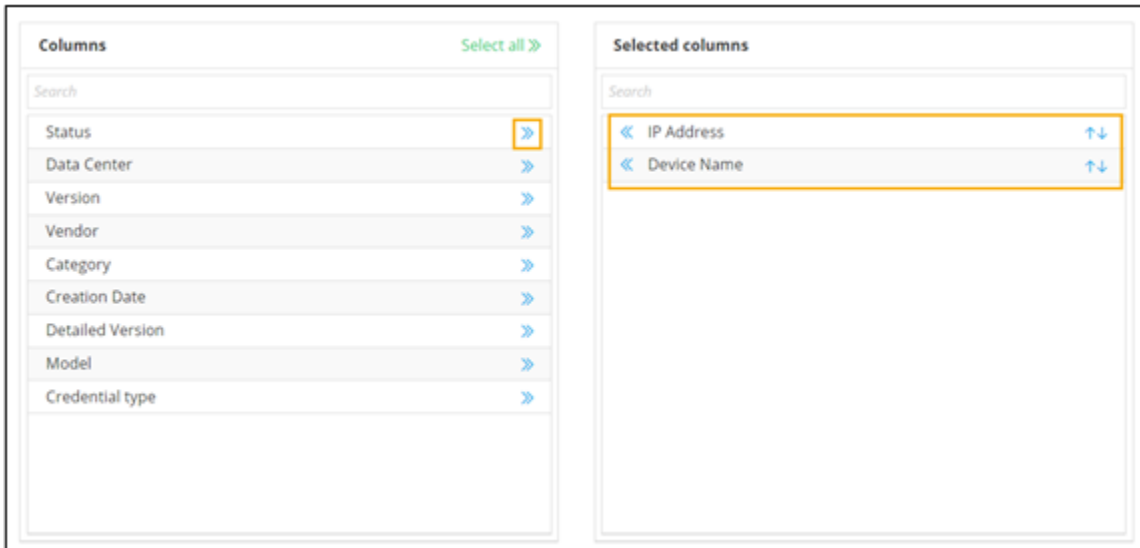 Columns
Select all »
Search
Status
Data Center
Version
Vendor
Category
Creation Date
Detailed Version
Model
Credential type
Selected columns
Search
IP Address
Device Name